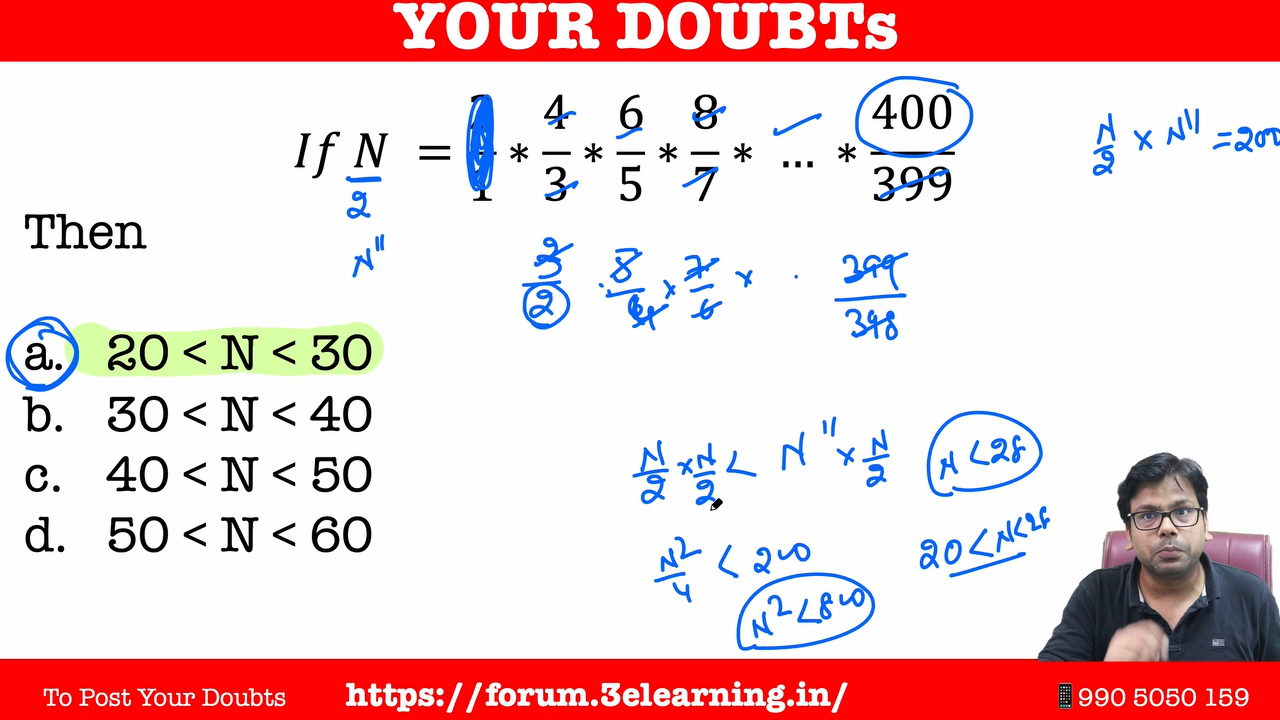 YOUR DOUBTs
If N = 2/1 * 4/3 * 6/5 * 8/7 * ... * 400/399
N/2 × N'' = 200
2
N''
Then
3/2 · 5/4 × 7/6 × · 399/398
a. 20 < N < 30
b. 30 < N < 40
c. 40 < N < 50
d. 50 < N < 60
N/2 × N/2 < N'' × N/2
N < 28
N²/4 < 200
20 < N < 28
N² < 800
To Post Your Doubts
https://forum.3elearning.in/
990 5050 159